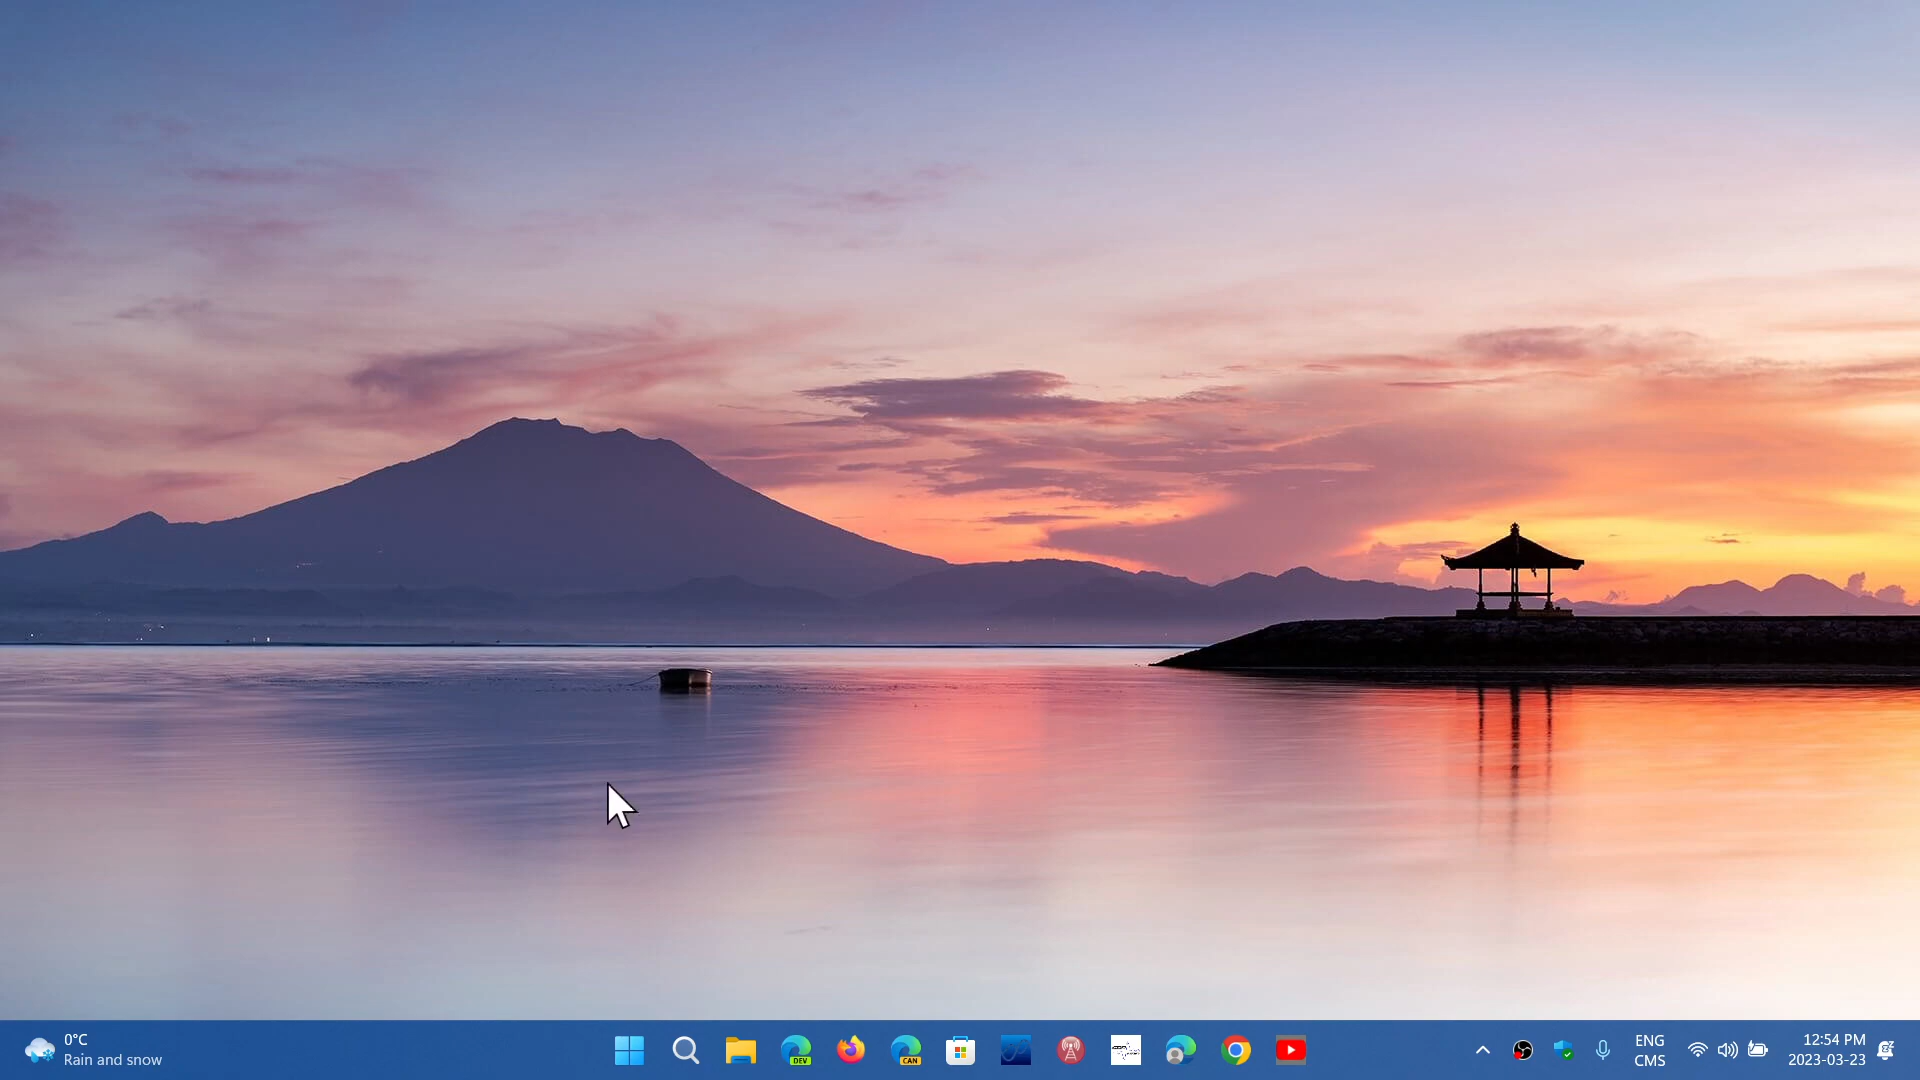 0°C
Rain and snow
DEV
CAN
ENG
CMS
12:54 PM
2023-03-23